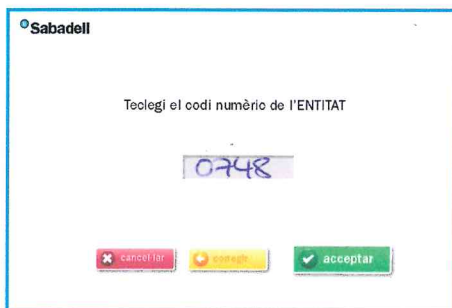 Sabadell
Teclegi el codi numèric de l'ENTITAT
0748
cancel·lar
corregir
acceptar